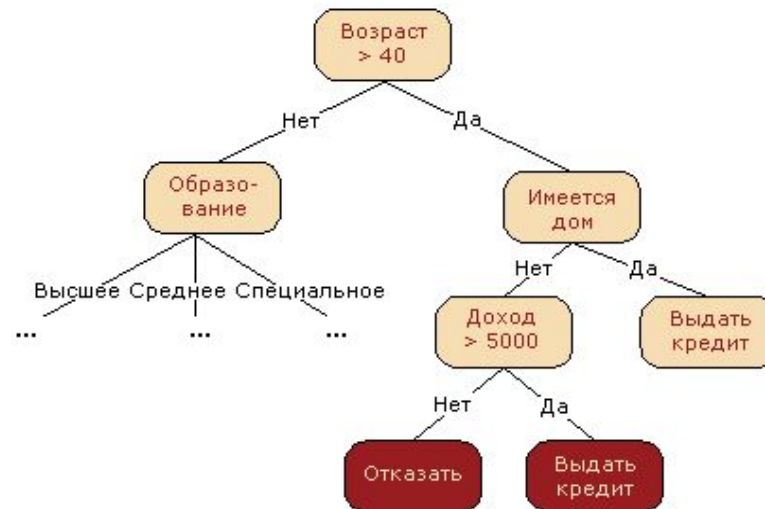 Возраст
> 40
Нет
Да
Образо-
вание
Имеется
дом
Высшее Среднее Специальное
... ... ...
Нет
Да
Доход
> 5000
Выдать
кредит
Нет
Да
Отказать
Выдать
кредит